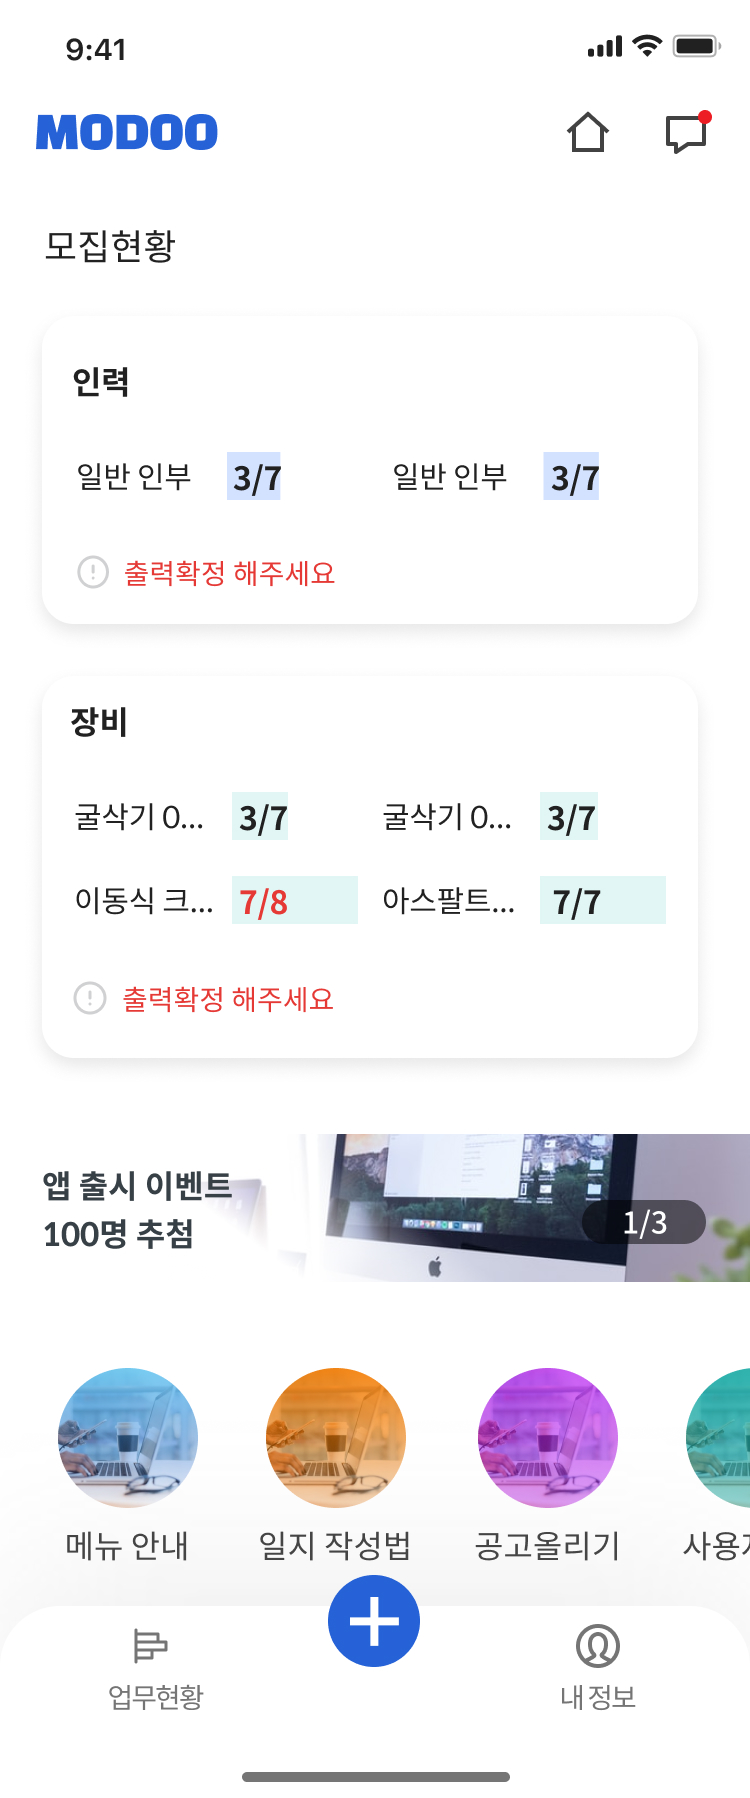 9:41
MODOO
모집현황
인력
일반 인부 3/7 일반 인부 3/7
출력확정 해주세요
장비
굴삭기 0... 3/7 굴삭기 0... 3/7
이동식 크... 7/8 아스팔트... 7/7
출력확정 해주세요
앱 출시 이벤트
100명 추첨
1/3
메뉴 안내 일지 작성법 공고올리기 사용
업무현황 내 정보